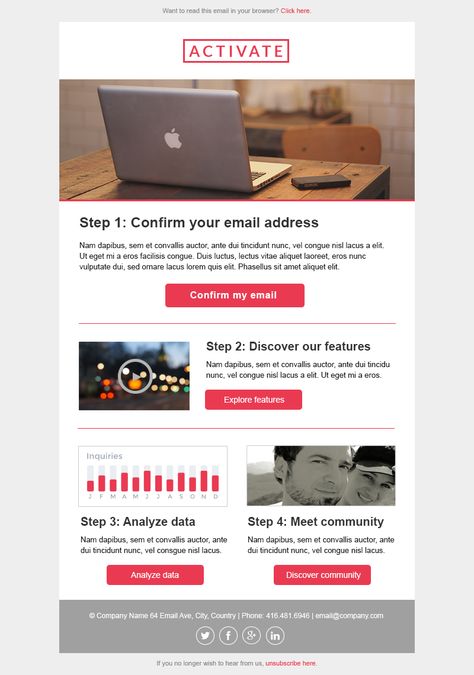 Want to read this email in your browser? Click here.
ACTIVATE
Step 1: Confirm your email address
Nam dapibus, sem et convallis auctor, ante dui tincidunt nunc, vel congue nisl lacus a elit.
Ut eget mi a eros facilisis congue. Duis luctus, lectus vitae aliquet laoreet, eros nunc
vulputate dui, sed ornare lacus lorem quis elit. Phasellus sit amet aliquet elit.
Confirm my email
Step 2: Discover our features
Nam dapibus, sem et convallis auctor, ante dui tincidu
nunc, vel congue nisl lacus a elit. Ut eget mi a eros.
Explore features
Inquiries
J F M A M J J A S O N D
Step 3: Analyze data
Nam dapibus, sem et convallis auctor, ante
dui tincidunt nunc, vel consgue nisl lacus.
Analyze data
Step 4: Meet community
Nam dapibus, sem et convallis auctor, ante
dui tincidunt nunc, vel congue nisl lacus.
Discover community
© Company Name 64 Email Ave, City, Country | Phone: 416.481.6946 | email@company.com
f
g+
in
If you no longer wish to hear from us, unsubscribe here.